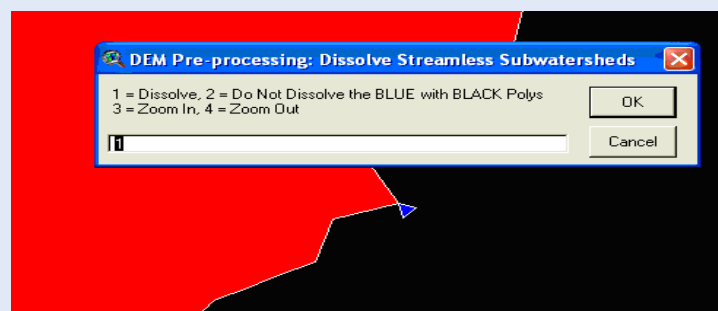 DEM Pre-processing: Dissolve Streamless Subwatersheds
1 = Dissolve, 2 = Do Not Dissolve the BLUE with BLACK Polys
3 = Zoom In, 4 = Zoom Out
OK
1
Cancel